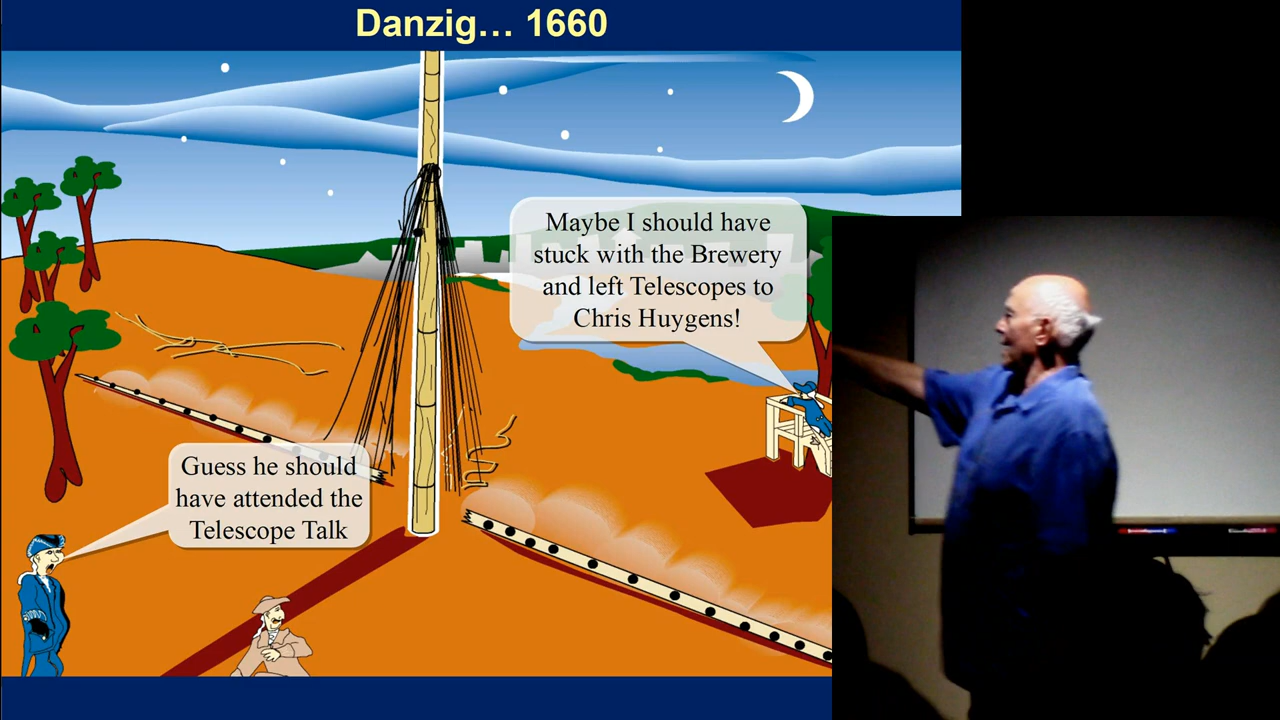 Danzig… 1660
Maybe I should have
stuck with the Brewery
and left Telescopes to
Chris Huygens!
Guess he should
have attended the
Telescope Talk